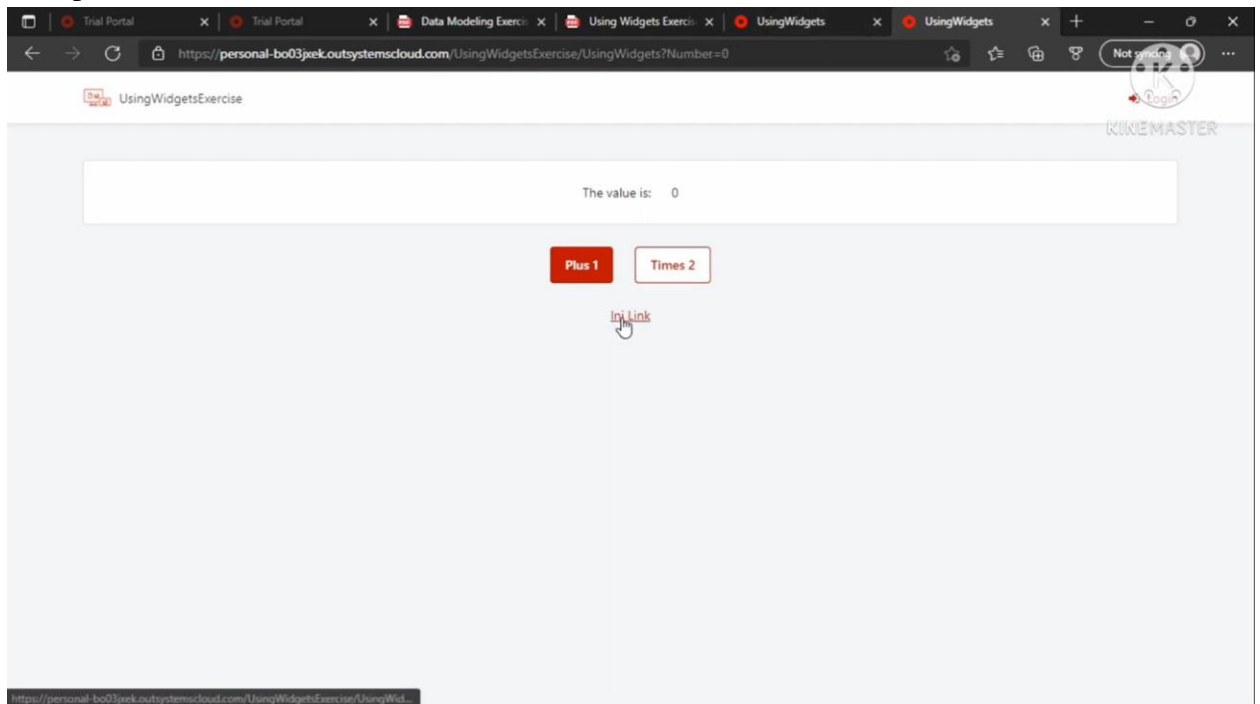 Trial Portal
Trial Portal
Data Modeling Exerci
Using Widgets Exercis
UsingWidgets
UsingWidgets
https://personal-bo03jxek.outsystemscloud.com/UsingWidgetsExercise/UsingWidgets?Number=0
Not syncing
UsingWidgetsExercise
Login
KINEMASTER
The value is: 0
Plus 1
Times 2
Ini Link
https://personal-bo03jxek.outsystemscloud.com/UsingWidgetsExercise/UsingWid...